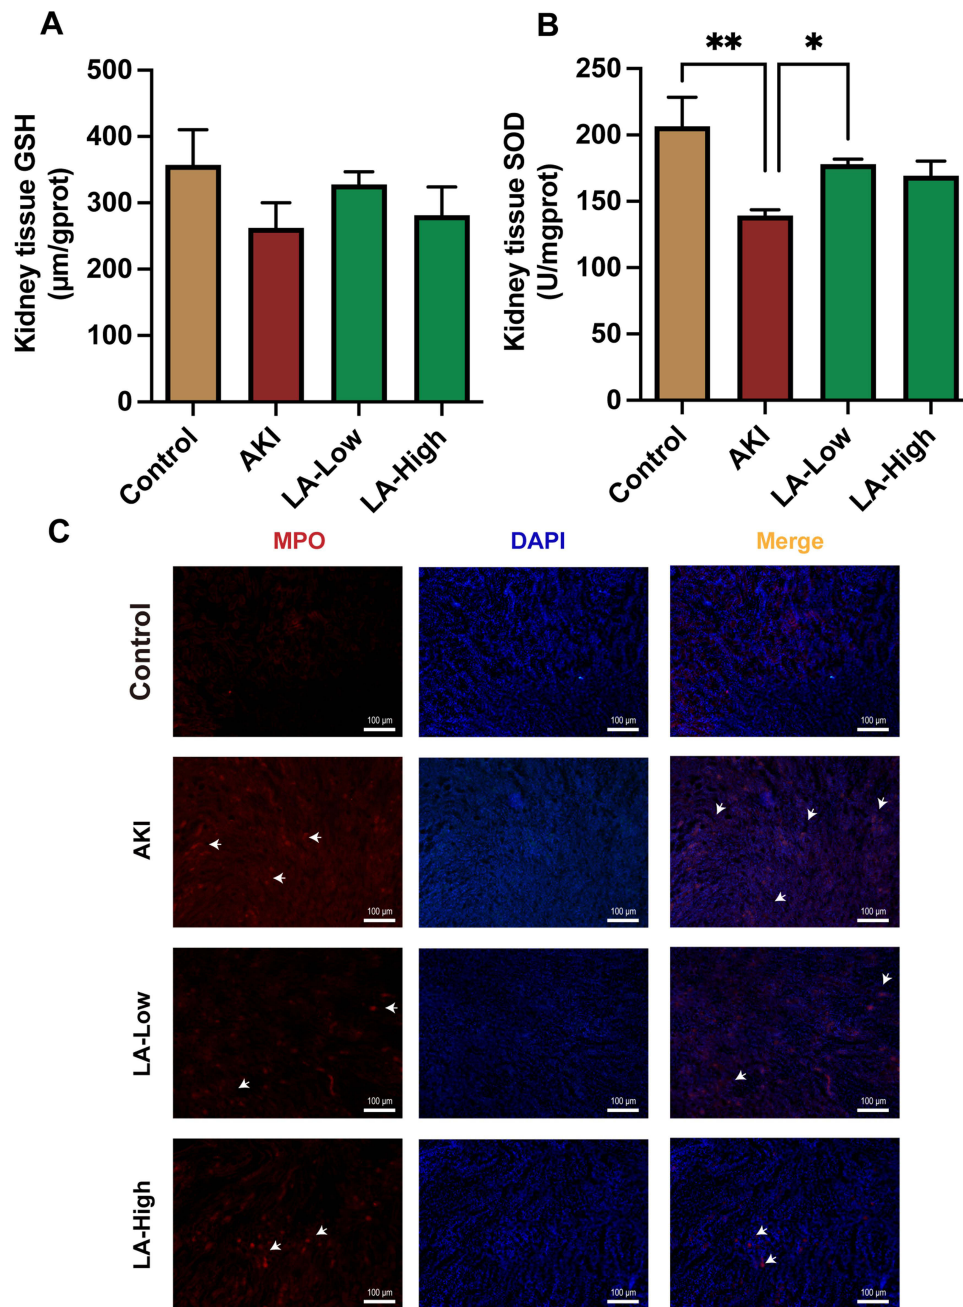 A
Kidney tissue GSH
(µm/gprot)
500
400
300
200
100
0
Control
AKI
LA-Low
LA-High
B
Kidney tissue SOD
(U/mgprot)
250
200
150
100
50
0
**
*
Control
AKI
LA-Low
LA-High
C
MPO
DAPI
Merge
Control
100 µm
100 µm
100 µm
AKI
100 µm
100 µm
100 µm
LA-Low
100 µm
100 µm
100 µm
LA-High
100 µm
100 µm
100 µm